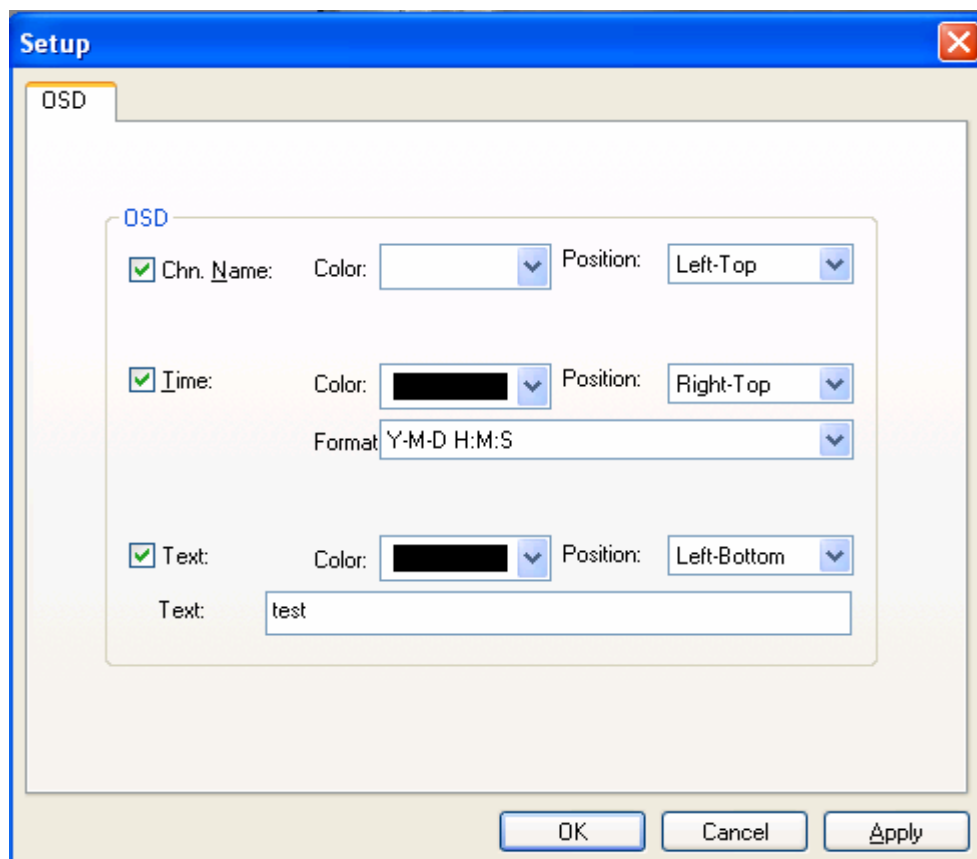 Setup
OSD
OSD
Chn. Name: Color: Position: Left-Top
Time: Color: Position: Right-Top
Format Y-M-D H:M:S
Text: Color: Position: Left-Bottom
Text: test
OK Cancel Apply